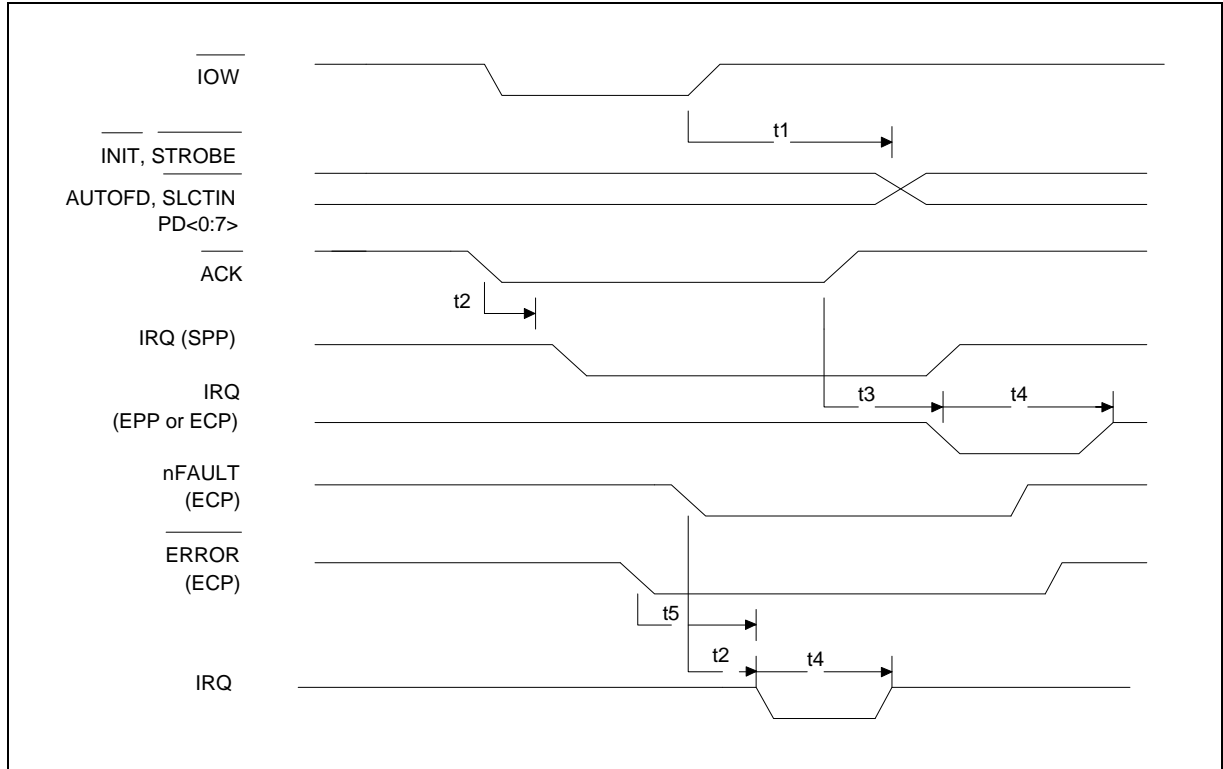 IOW
t1
INIT, STROBE
AUTOFD, SLCTIN
PD<0:7>
ACK
t2
IRQ (SPP)
IRQ
(EPP or ECP)
t3
t4
nFAULT
(ECP)
ERROR
(ECP)
t5
t2
t4
IRQ